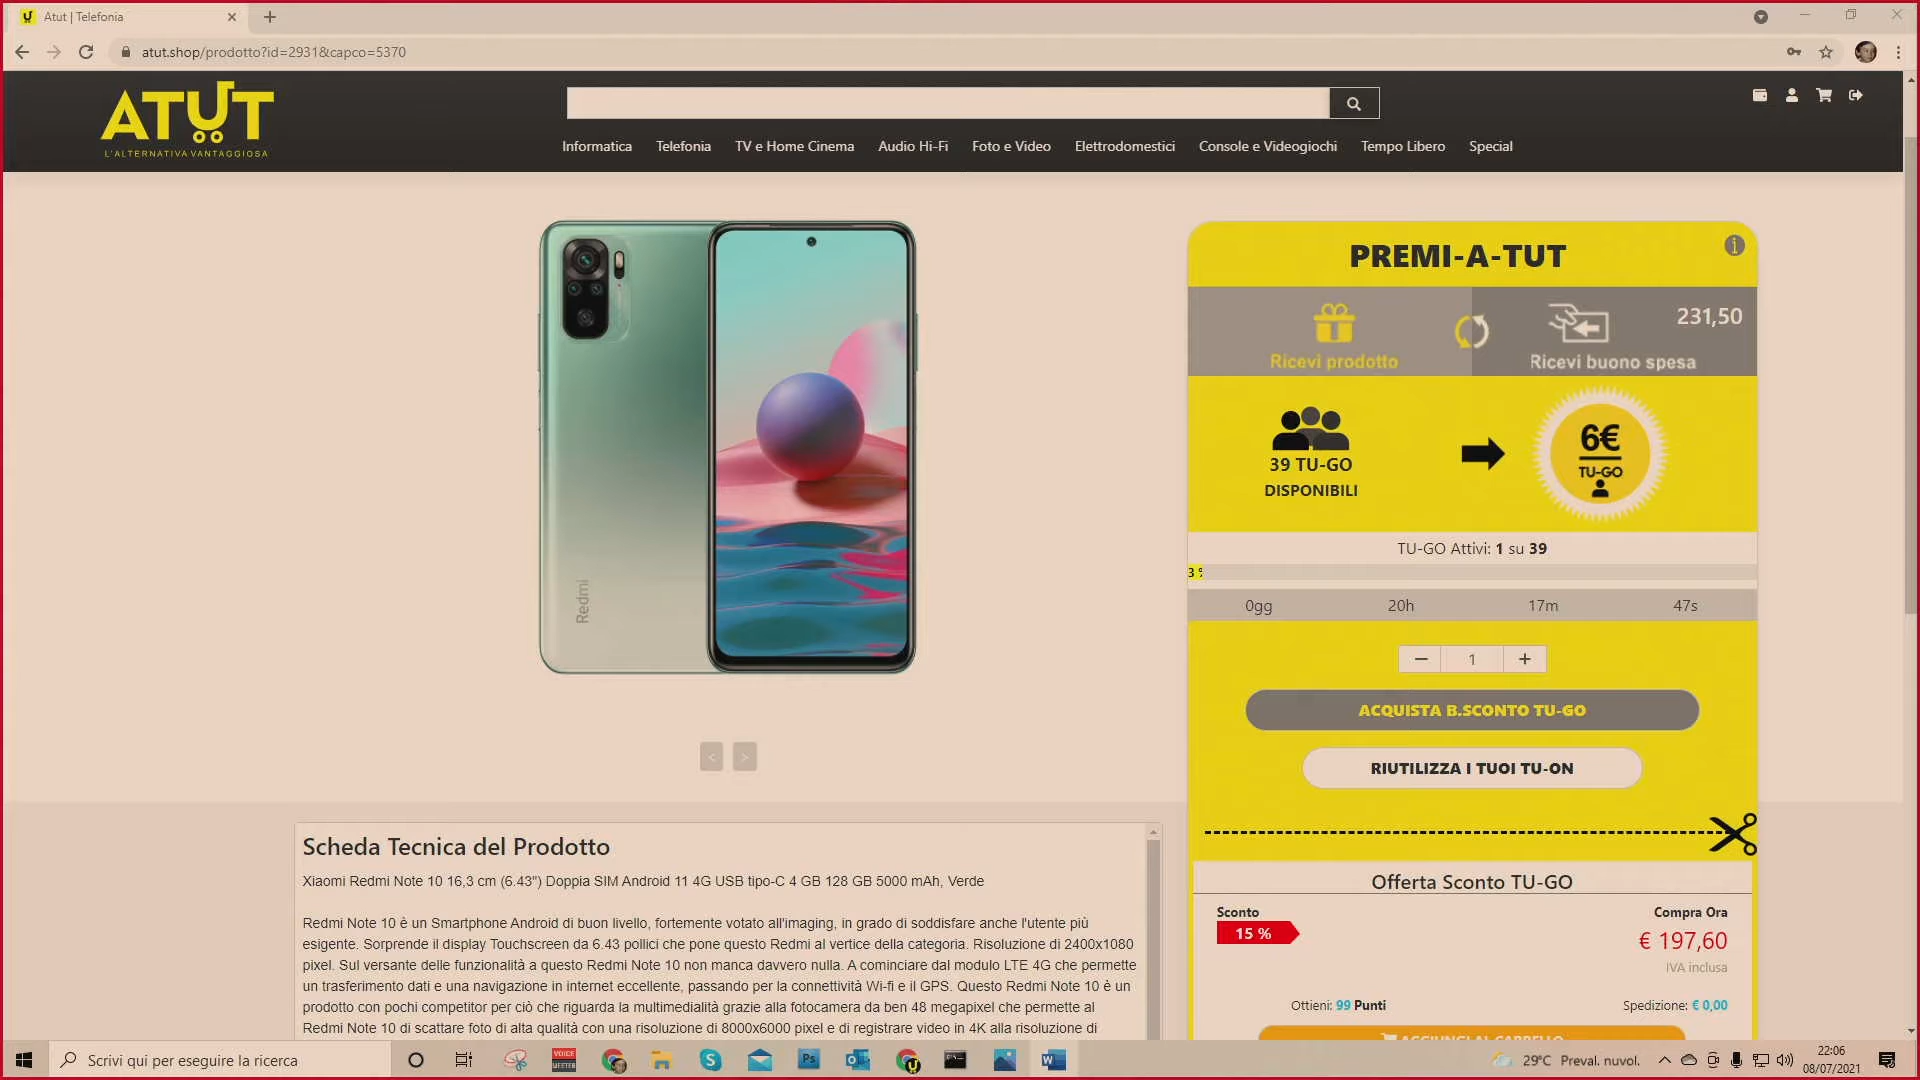 Atut | Telefonia
atut.shop/prodotto?id=2931&capco=5370
ATUT
L'ALTERNATIVA VANTAGGIOSA
Informatica Telefonia TV e Home Cinema Audio Hi-Fi Foto e Video Elettrodomestici Console e Videogiochi Tempo Libero Special
Redmi
PREMI-A-TUT
Ricevi prodotto
231,50
Ricevi buono spesa
39 TU-GO
DISPONIBILI
6€
TU-GO
TU-GO Attivi: 1 su 39
3 %
0gg 20h 17m 47s
1
ACQUISTA B.SCONTO TU-GO
RIUTILIZZA I TUOI TU-ON
Scheda Tecnica del Prodotto
Xiaomi Redmi Note 10 16,3 cm (6.43") Doppia SIM Android 11 4G USB tipo-C 4 GB 128 GB 5000 mAh, Verde
Redmi Note 10 è un Smartphone Android di buon livello, fortemente votato all'imaging, in grado di soddisfare anche l'utente più
esigente. Sorprende il display Touchscreen da 6.43 pollici che pone questo Redmi al vertice della categoria. Risoluzione di 2400x1080
pixel. Sul versante delle funzionalità a questo Redmi Note 10 non manca davvero nulla. A cominciare dal modulo LTE 4G che permette
un trasferimento dati e una navigazione in internet eccellente, passando per la connettività Wi-fi e il GPS. Questo Redmi Note 10 è un
prodotto con pochi competitor per ciò che riguarda la multimedialità grazie alla fotocamera da ben 48 megapixel che permette al
Redmi Note 10 di scattare foto di alta qualità con una risoluzione di 8000x6000 pixel e di registrare video in 4K alla risoluzione di
Offerta Sconto TU-GO
Sconto Compra Ora
15 % € 197,60
IVA inclusa
Ottieni: 99 Punti Spedizione: € 0,00
AGGIUNGI AL CARRELLO
Scrivi qui per eseguire la ricerca
VOICE
29°C Preval. nuvol.
22:06
08/07/2021